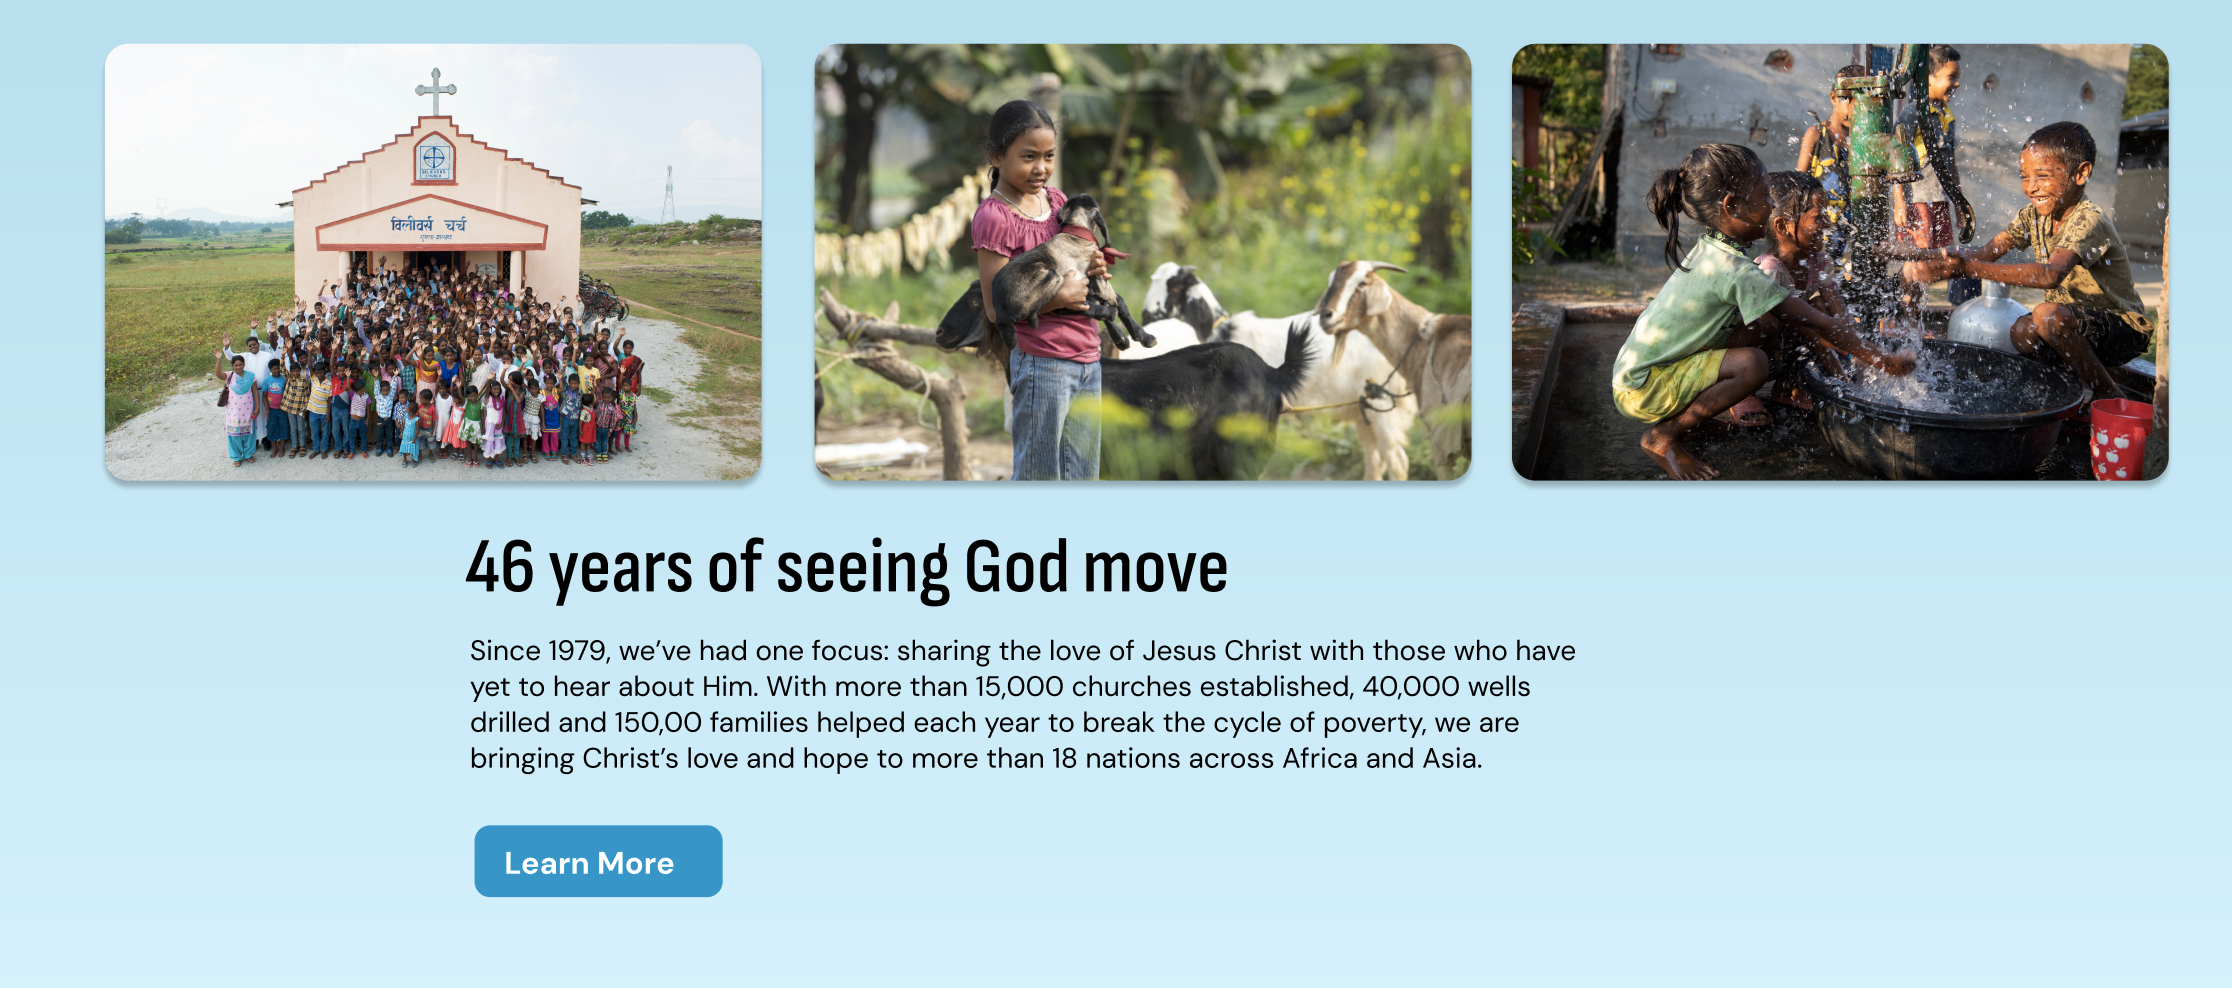 BELIEVERS
CHURCH
बिलीवर्स चर्च
46 years of seeing God move
Since 1979, we’ve had one focus: sharing the love of Jesus Christ with those who have
yet to hear about Him. With more than 15,000 churches established, 40,000 wells
drilled and 150,00 families helped each year to break the cycle of poverty, we are
bringing Christ’s love and hope to more than 18 nations across Africa and Asia.
Learn More